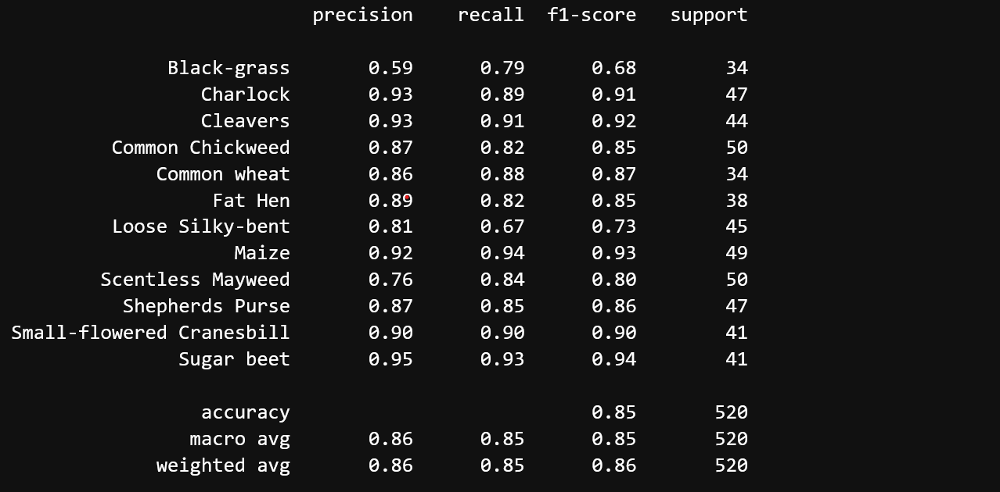 precision recall f1-score support
Black-grass 0.59 0.79 0.68 34
Charlock 0.93 0.89 0.91 47
Cleavers 0.93 0.91 0.92 44
Common Chickweed 0.87 0.82 0.85 50
Common wheat 0.86 0.88 0.87 34
Fat Hen 0.89 0.82 0.85 38
Loose Silky-bent 0.81 0.67 0.73 45
Maize 0.92 0.94 0.93 49
Scentless Mayweed 0.76 0.84 0.80 50
Shepherds Purse 0.87 0.85 0.86 47
Small-flowered Cranesbill 0.90 0.90 0.90 41
Sugar beet 0.95 0.93 0.94 41
accuracy 0.85 520
macro avg 0.86 0.85 0.85 520
weighted avg 0.86 0.85 0.86 520